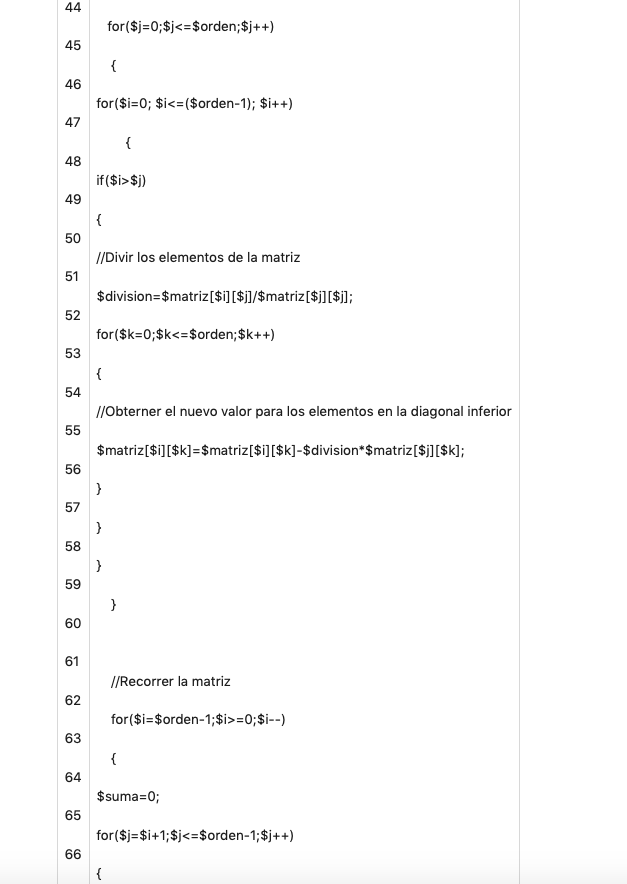 44
for($j=0;$j<=$orden;$j++)
45
{
46
for($i=0; $i<=($orden-1); $i++)
47
{
48
if($i>$j)
49
{
50
//Divir los elementos de la matriz
51
$division=$matriz[$i][$j]/$matriz[$j][$j];
52
for($k=0;$k<=$orden;$k++)
53
{
54
//Obterner el nuevo valor para los elementos en la diagonal inferior
55
$matriz[$i][$k]=$matriz[$i][$k]-$division*$matriz[$j][$k];
56
}
57
}
58
}
59
}
60
61
//Recorrer la matriz
62
for($i=$orden-1;$i>=0;$i--)
63
{
64
$suma=0;
65
for($j=$i+1;$j<=$orden-1;$j++)
66
{